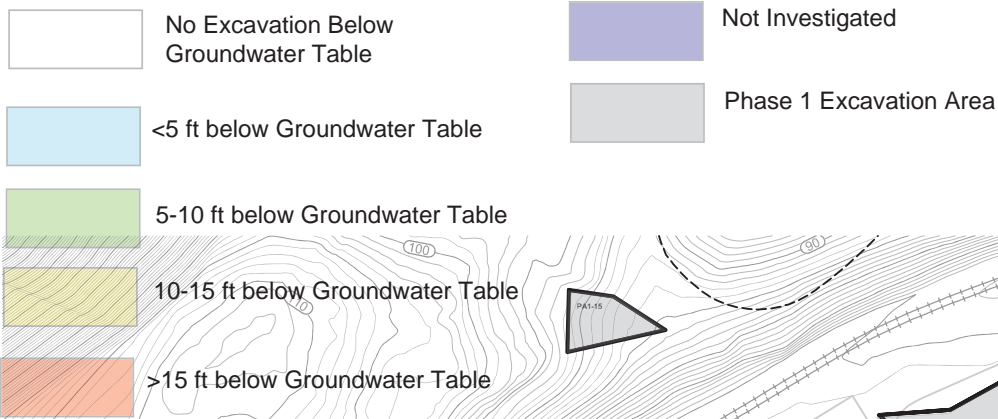 No Excavation Below
Groundwater Table
<5 ft below Groundwater Table
5-10 ft below Groundwater Table
10-15 ft below Groundwater Table
>15 ft below Groundwater Table
Not Investigated
Phase 1 Excavation Area
100
90
PA1-15